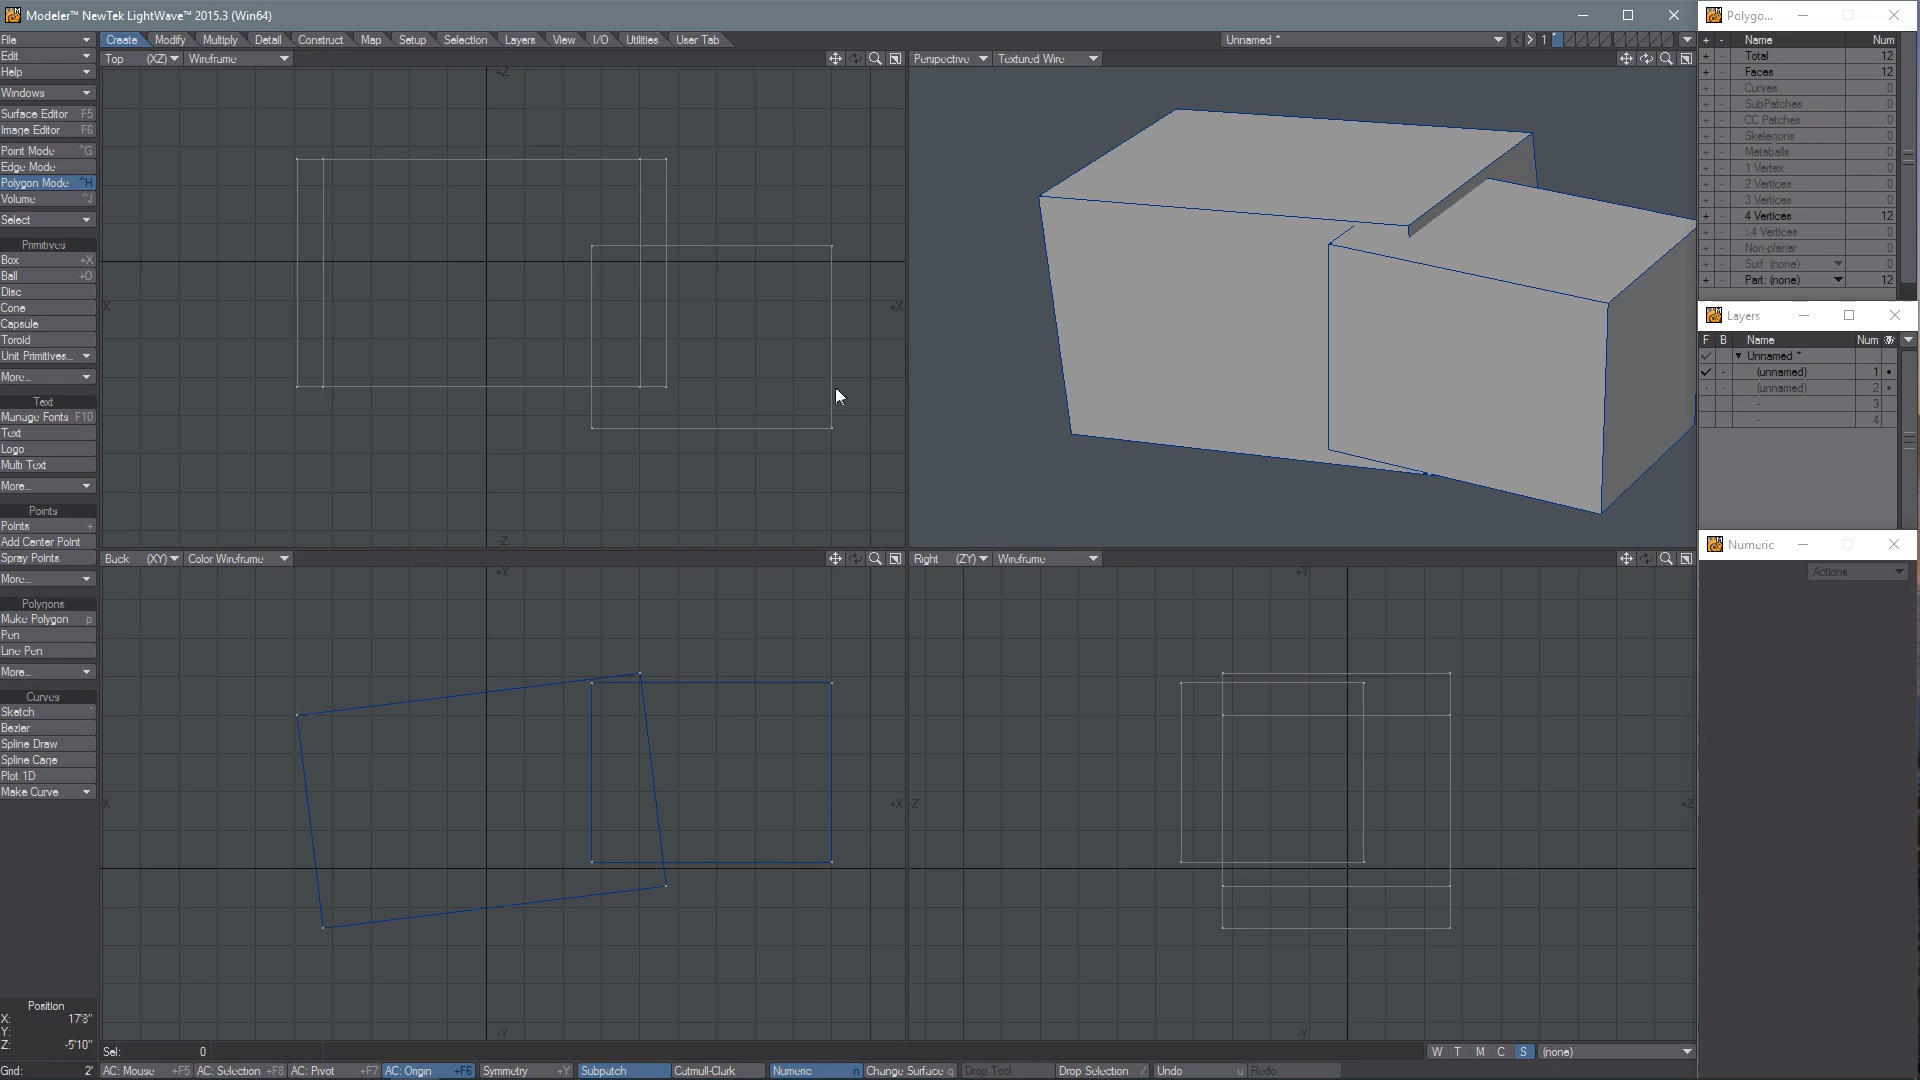 Modeler™ NewTek LightWave™ 2015.3 (Win64)
File
Create Modify Multiply Detail Construct Map Setup Selection Layers View I/O Utilities User Tab
Unnamed * 1
Edit
Help
Windows
Surface Editor F5
Image Editor F6
Point Mode ^G
Edge Mode
Polygon Mode ^H
Volume ^J
Select
Primitives
Box +X
Ball +O
Disc
Cone
Capsule
Toroid
Unit Primitives...
More...
Text
Manage Fonts F10
Text
Logo
Multi Text
More...
Points
Points +
Add Center Point
Spray Points
More...
Polygons
Make Polygon p
Pen
Line Pen
More...
Curves
Sketch `
Bezier
Spline Draw
Spline Cage
Plot 1D
Make Curve
Position
X: 17'3"
Y:
Z: -5'10"
Grid: 2'
Top (XZ) Wireframe
+Z
-X
+X
-Z
Perspective Textured Wire
Back (XY) Color Wireframe
+Y
-X
+X
-Y
Right (ZY) Wireframe
+Y
-Z
+Z
-Y
Sel: 0
W T M C S (none)
AC: Mouse +F5 AC: Selection +F8 AC: Pivot +F7 AC: Origin +F6 Symmetry +Y Subpatch Catmull-Clark Numeric n Change Surface q Drop Tool Drop Selection / Undo u Redo
Polygo...
+ - Name Num
+ - Total 12
+ - Faces 12
+ - Curves 0
+ - SubPatches 0
+ - CC Patches 0
+ - Skelegons 0
+ - Metaballs 0
+ - 1 Vertex 0
+ - 2 Vertices 0
+ - 3 Vertices 0
+ - 4 Vertices 12
+ - >4 Vertices 0
+ - Non-planar 0
+ - Surf: (none) 0
+ - Part: (none) 12
Layers
F B Name Num
Unnamed *
(unnamed) 1
(unnamed) 2
- 3
- 4
Numeric
Actions